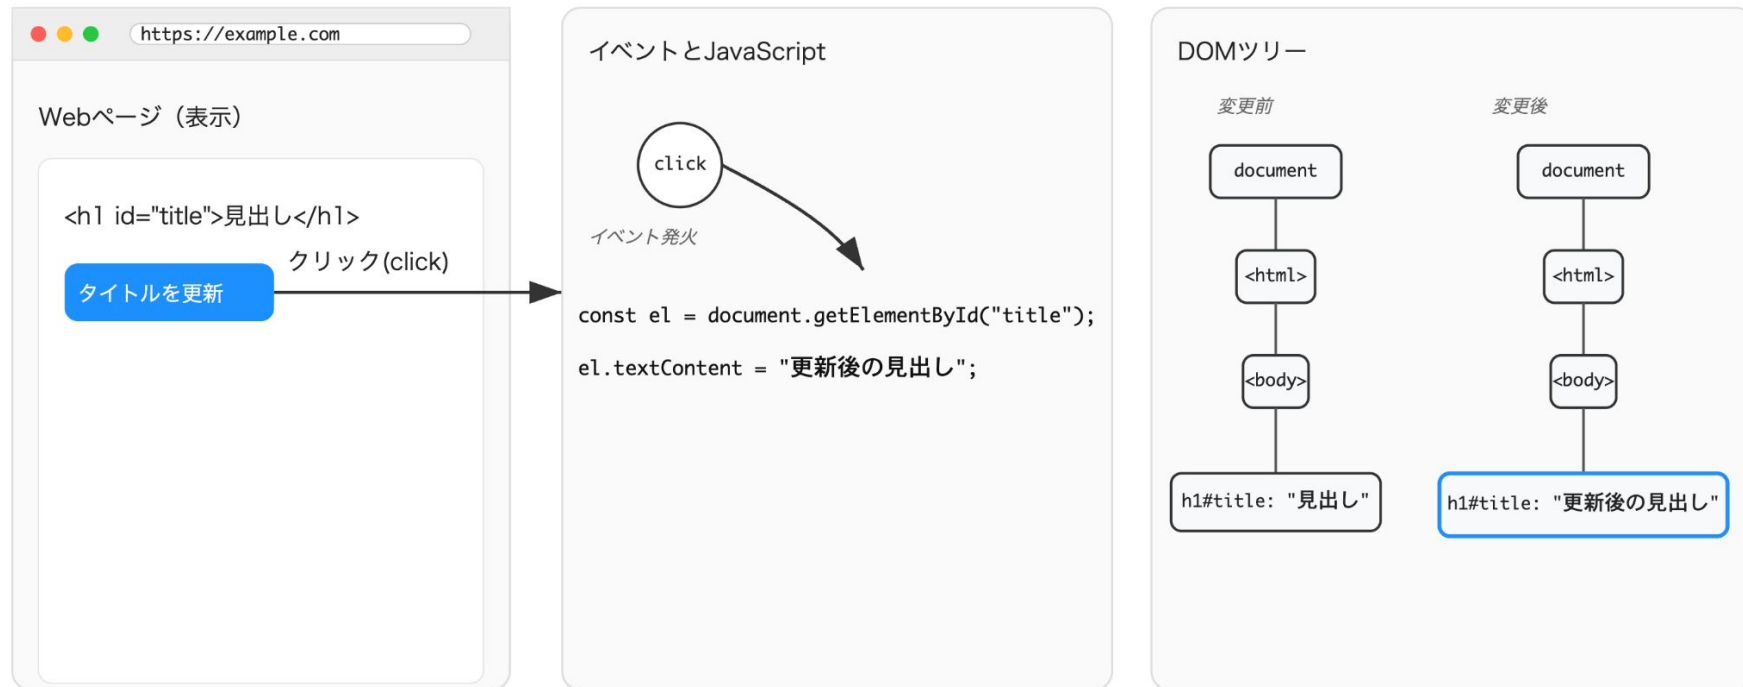 https://example.com
Webページ（表示）
<h1 id="title">見出し</h1>
クリック(click)
タイトルを更新
イベントとJavaScript
click
イベント発火
const el = document.getElementById("title");
el.textContent = "更新後の見出し";
DOMツリー
変更前
document
<html>
<body>
h1#title: "見出し"
変更後
document
<html>
<body>
h1#title: "更新後の見出し"